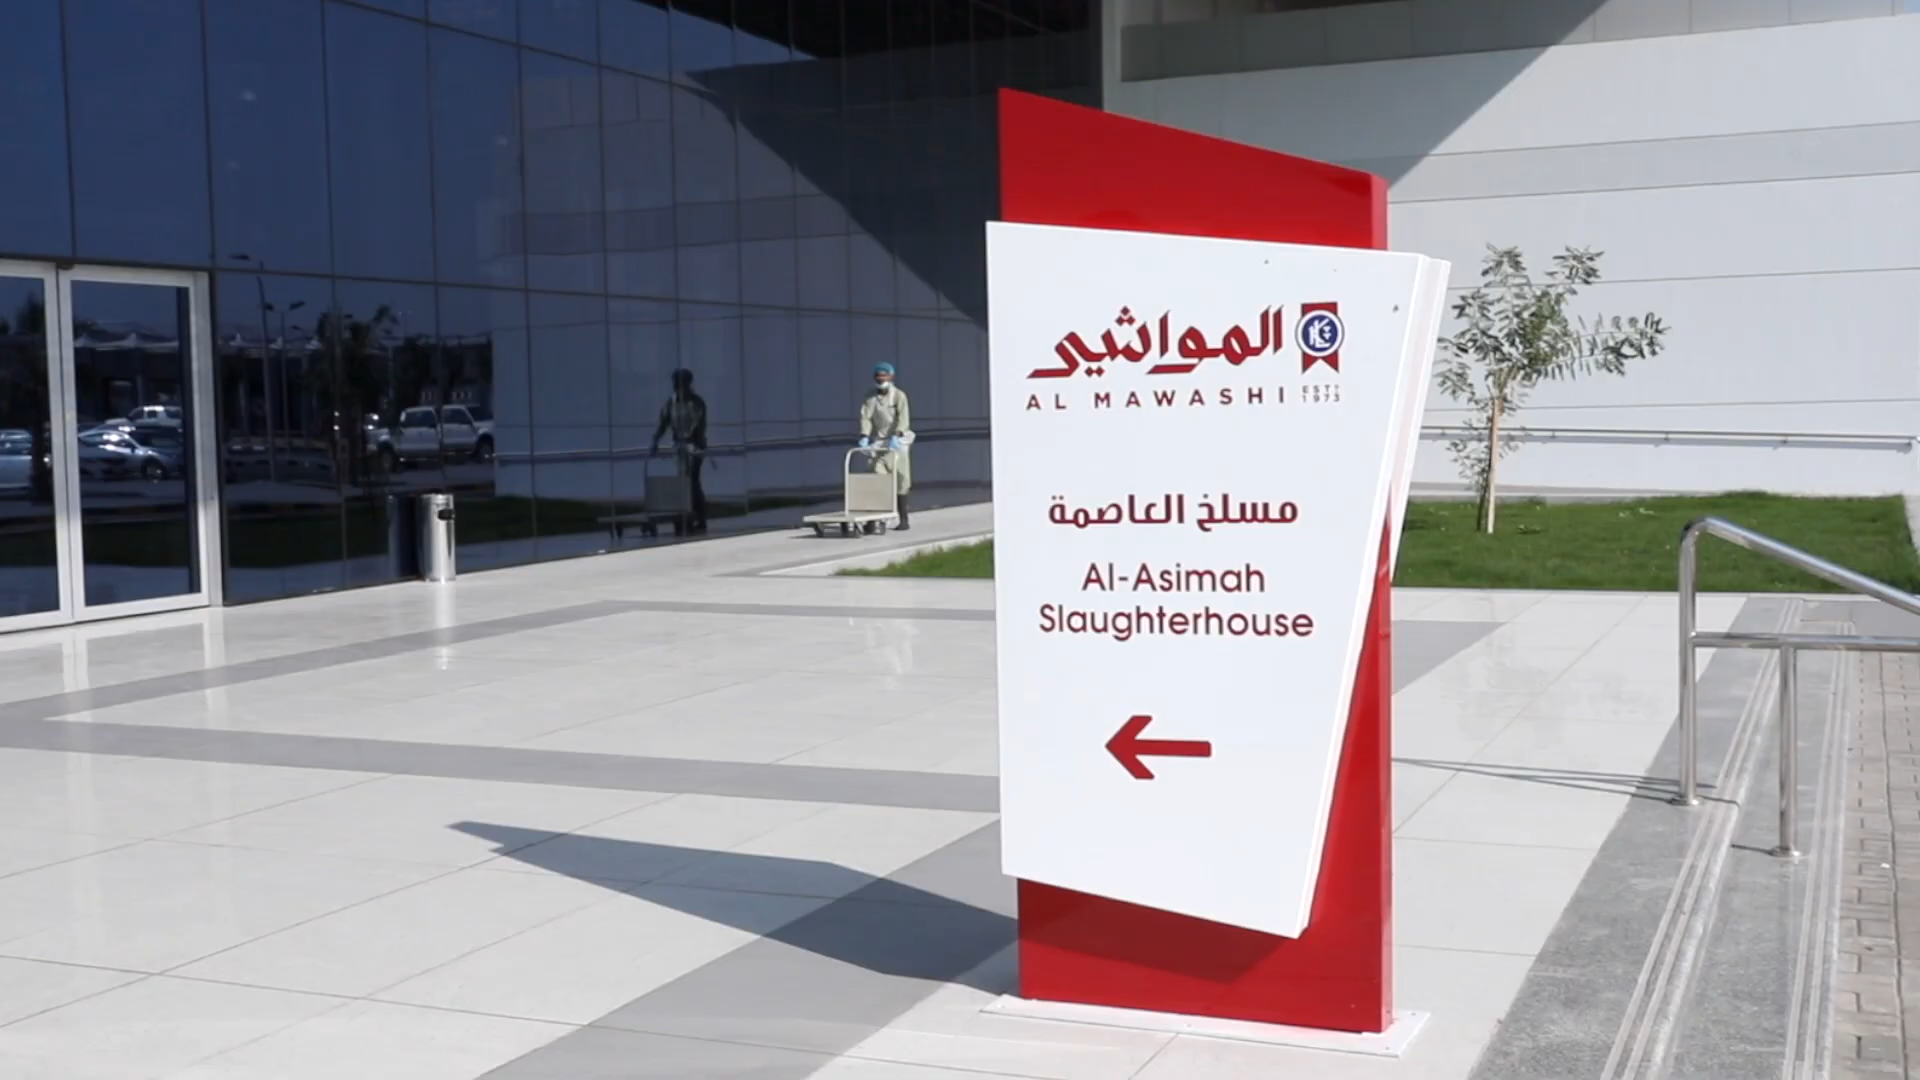 المواشي
AL MAWASHI
ESTD
1973
مسلخ العاصمة
Al-Asimah
Slaughterhouse